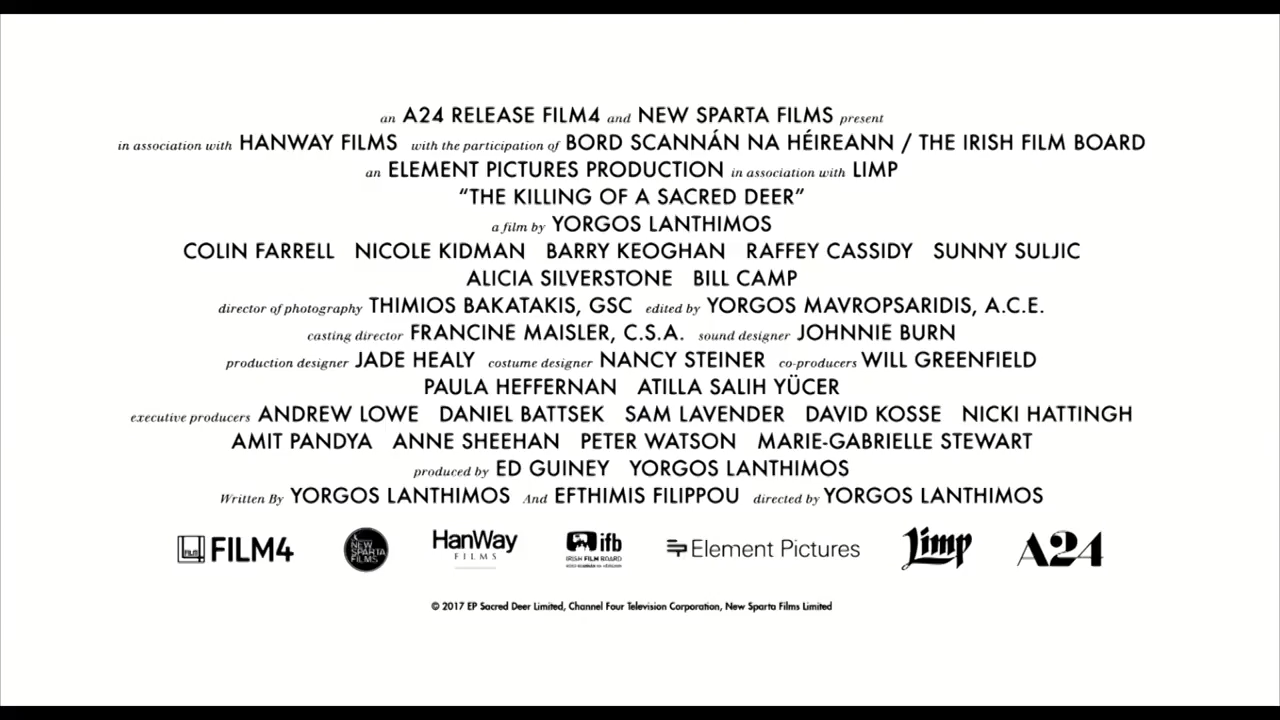 an A24 RELEASE FILM4 and NEW SPARTA FILMS present
in association with HANWAY FILMS with the participation of BORD SCANNÁN NA HÉIREANN / THE IRISH FILM BOARD
an ELEMENT PICTURES PRODUCTION in association with LIMP
“THE KILLING OF A SACRED DEER”
a film by YORGOS LANTHIMOS
COLIN FARRELL NICOLE KIDMAN BARRY KEOGHAN RAFFEY CASSIDY SUNNY SULJIC
ALICIA SILVERSTONE BILL CAMP
director of photography THIMIOS BAKATAKIS, GSC edited by YORGOS MAVROPSARIDIS, A.C.E.
casting director FRANCINE MAISLER, C.S.A. sound designer JOHNNIE BURN
production designer JADE HEALY costume designer NANCY STEINER co-producers WILL GREENFIELD
PAULA HEFFERNAN ATILLA SALIH YÜCER
executive producers ANDREW LOWE DANIEL BATTSEK SAM LAVENDER DAVID KOSSE NICKI HATTINGH
AMIT PANDYA ANNE SHEEHAN PETER WATSON MARIE-GABRIELLE STEWART
produced by ED GUINEY YORGOS LANTHIMOS
Written By YORGOS LANTHIMOS And EFTHIMIS FILIPPOU directed by YORGOS LANTHIMOS
FILM FILM4 NEW SPARTA FILMS HanWay FILMS ifb IRISH FILM BOARD Element Pictures Limp A24
© 2017 EP Sacred Deer Limited, Channel Four Television Corporation, New Sparta Films Limited